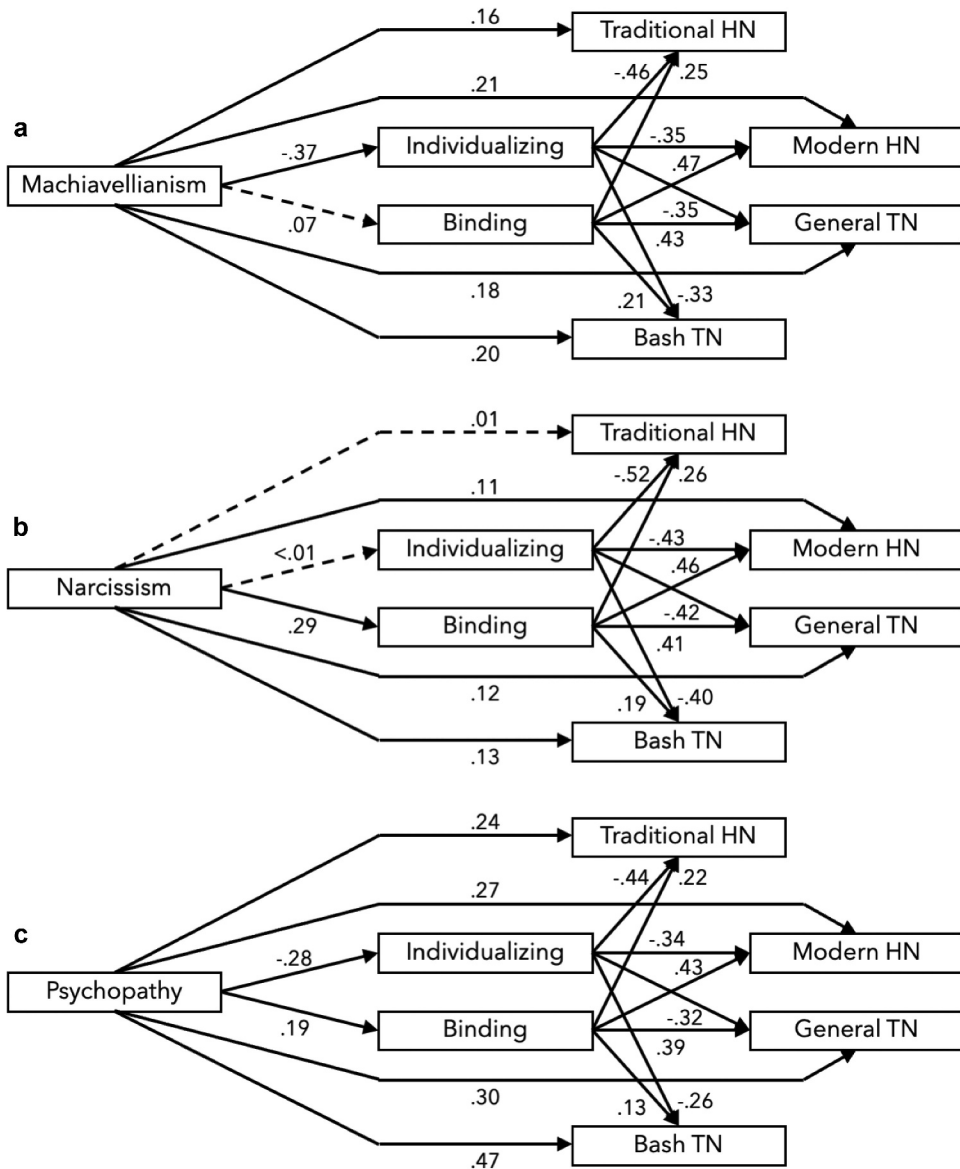 .16
Traditional HN
-.46
.25
.21
a
Individualizing
-.35
Modern HN
-.37
.47
Machiavellianism
.07
Binding
-.35
.43
General TN
.18
.21
-.33
.20
Bash TN
.01
Traditional HN
-.52
.26
.11
b
Individualizing
-.43
Modern HN
<.01
.46
Narcissism
.29
Binding
-.42
.41
General TN
.12
.19
-.40
.13
Bash TN
.24
Traditional HN
-.44
.22
.27
c
Individualizing
-.34
Modern HN
-.28
.43
Psychopathy
.19
Binding
-.32
.39
General TN
.30
.13
-.26
.47
Bash TN